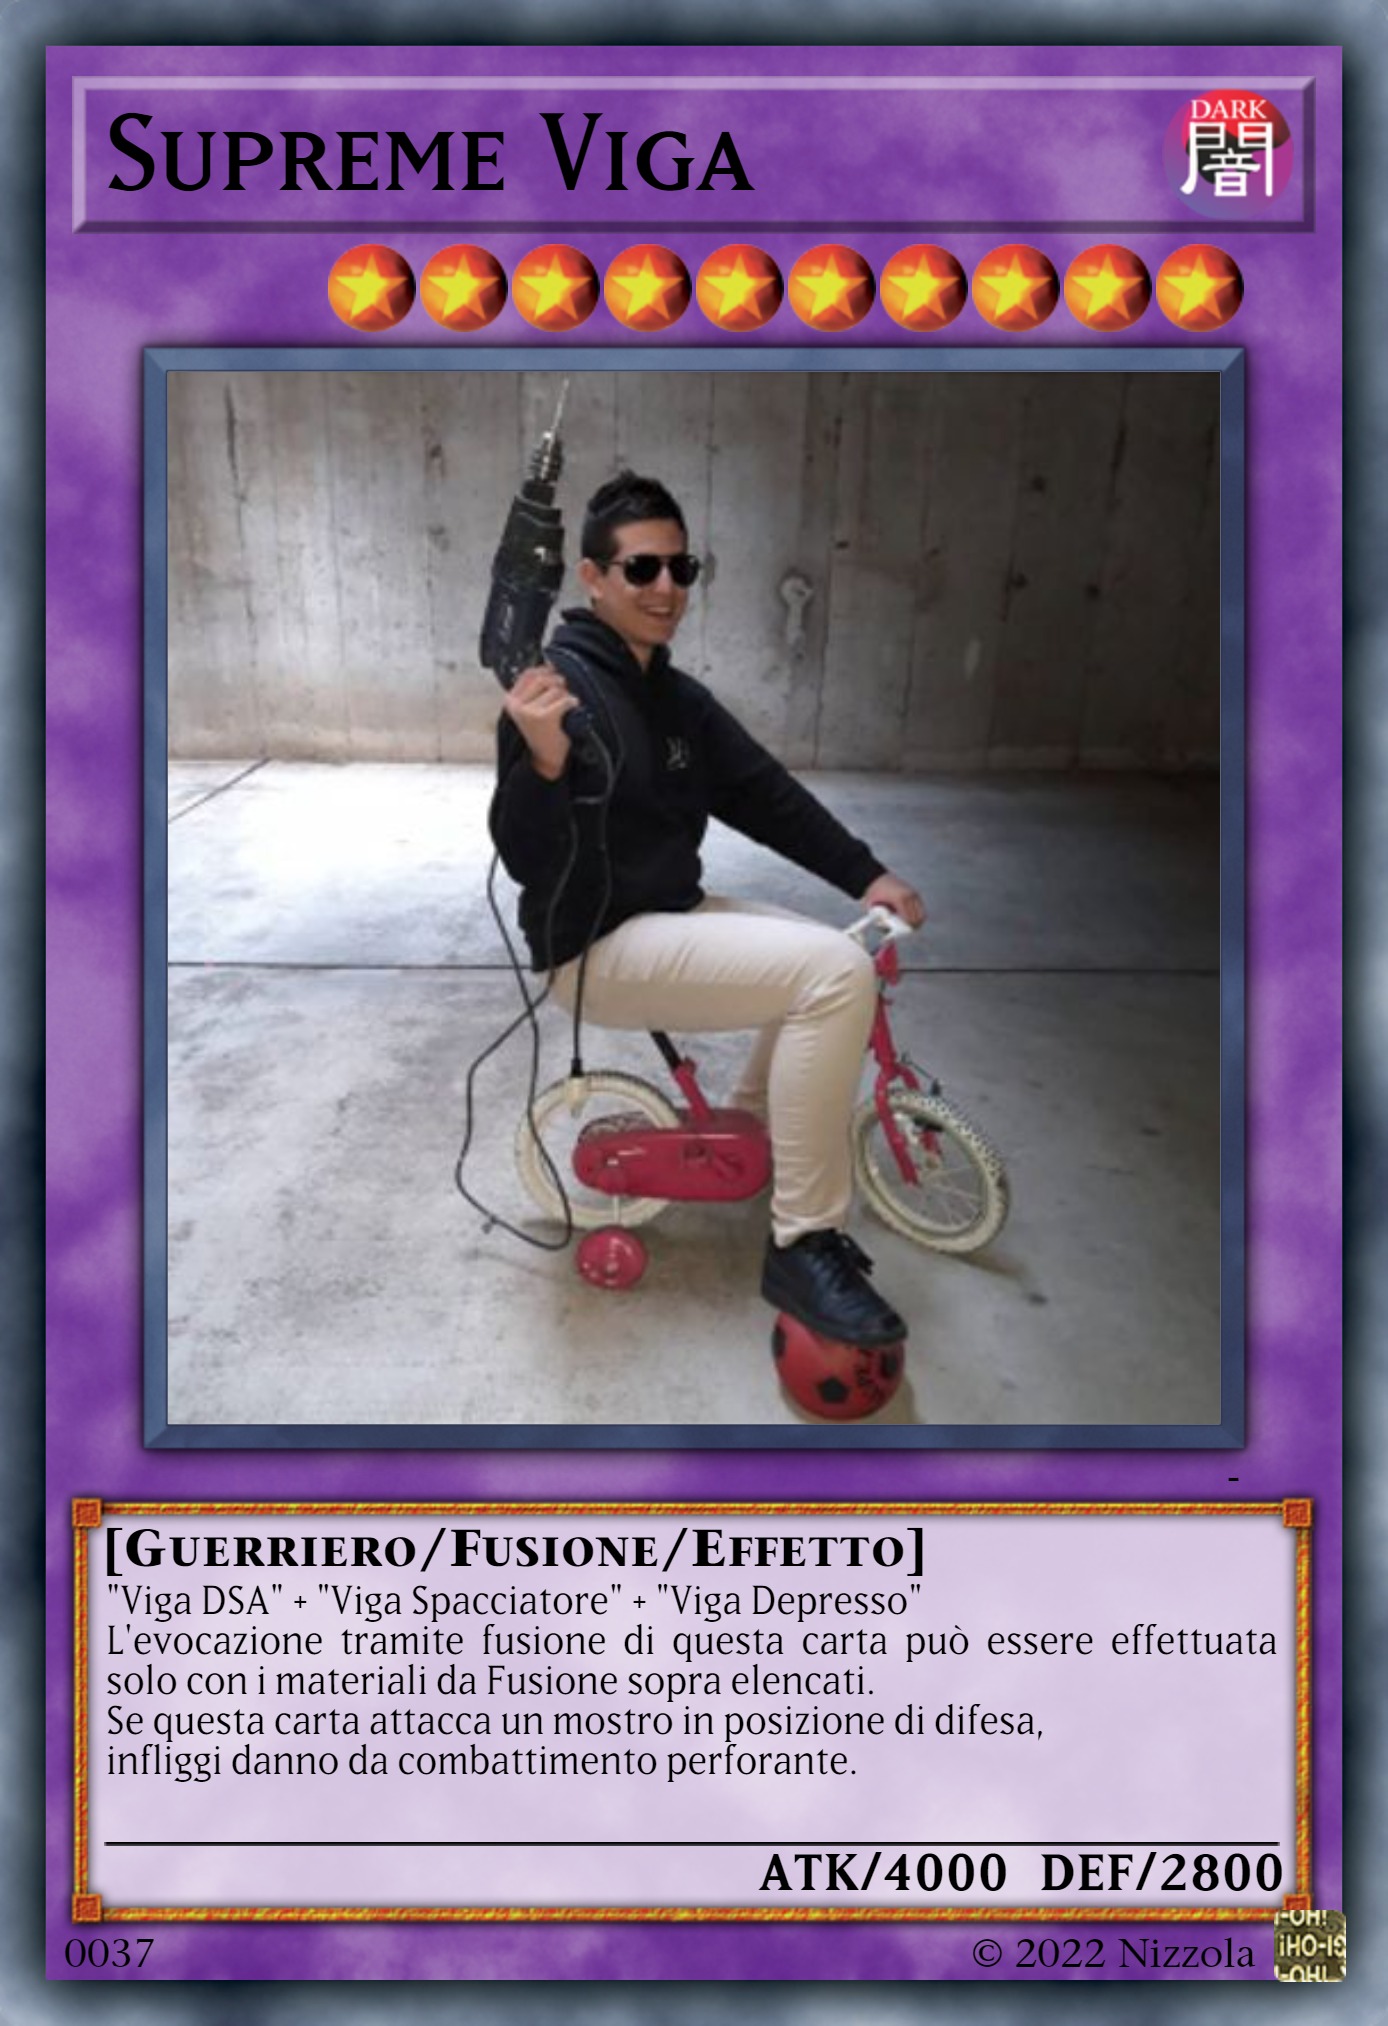 Supreme Viga
DARK
闇
-
[Guerriero/Fusione/Effetto]
"Viga DSA" + "Viga Spacciatore" + "Viga Depresso"
L'evocazione tramite fusione di questa carta può essere effettuata
solo con i materiali da Fusione sopra elencati.
Se questa carta attacca un mostro in posizione di difesa,
infliggi danno da combattimento perforante.
ATK/4000 DEF/2800
0037
© 2022 Nizzola